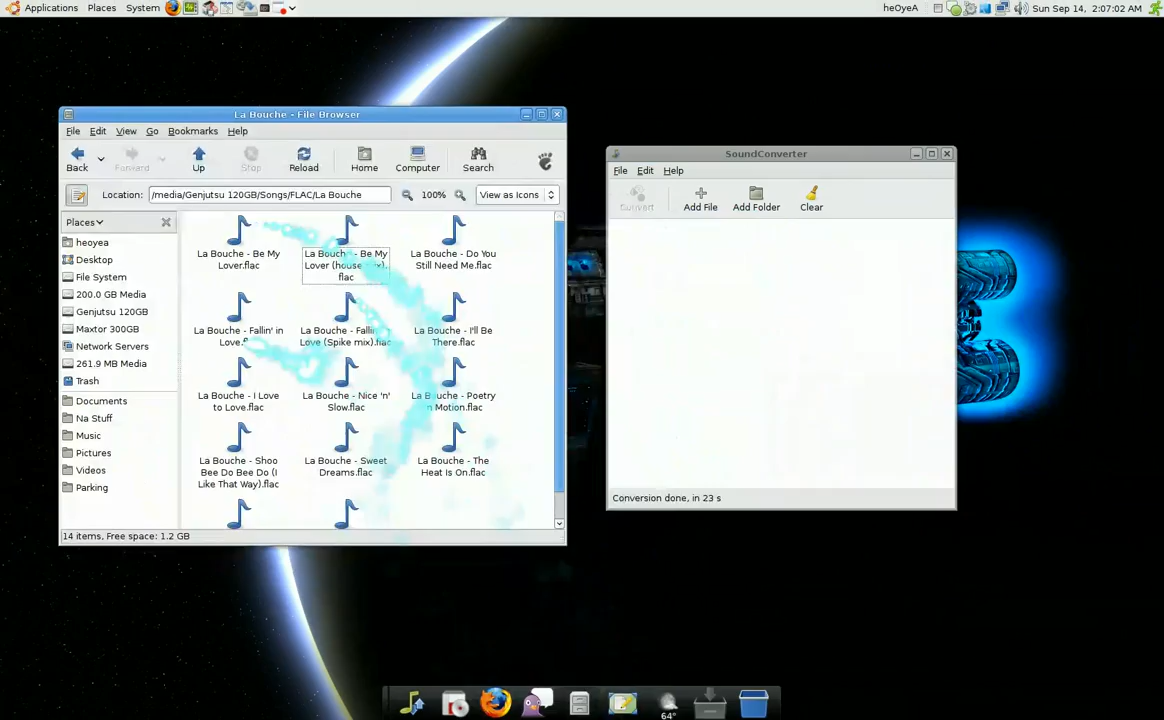 Applications Places System heOyeA Sun Sep 14, 2:07:02 AM
La Bouche - File Browser
File Edit View Go Bookmarks Help
Back Forward Up Stop Reload Home Computer Search
Location: /media/Genjutsu 120GB/Songs/FLAC/La Bouche 100% View as Icons
Places
heoyea
Desktop
File System
200.0 GB Media
Genjutsu 120GB
Maxtor 300GB
Network Servers
261.9 MB Media
Trash
Documents
Na Stuff
Music
Pictures
Videos
Parking
La Bouche - Be My
Lover.flac
La Bouche - Be My
Lover (house mix).
flac
La Bouche - Do You
Still Need Me.flac
La Bouche - Fallin' in
Love.flac
La Bouche - Fallin' in
Love (Spike mix).flac
La Bouche - I'll Be
There.flac
La Bouche - I Love
to Love.flac
La Bouche - Nice 'n'
Slow.flac
La Bouche - Poetry
in Motion.flac
La Bouche - Shoo
Bee Do Bee Do (I
Like That Way).flac
La Bouche - Sweet
Dreams.flac
La Bouche - The
Heat Is On.flac
14 items, Free space: 1.2 GB
SoundConverter
File Edit Help
Convert Add File Add Folder Clear
Conversion done, in 23 s
64°